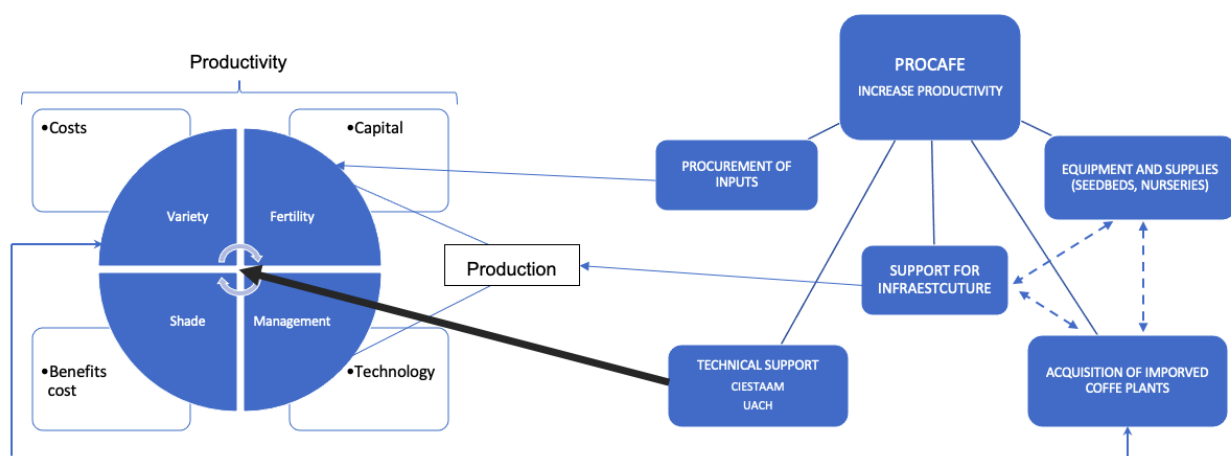 Productivity
•Costs
•Capital
Variety
Fertility
Shade
Management
•Benefits
cost
•Technology
Production
PROCAFE
INCREASE PRODUCTIVITY
PROCUREMENT OF
INPUTS
EQUIPMENT AND SUPPLIES
(SEEDBEDS, NURSERIES)
SUPPORT FOR
INFRAESTCUTURE
TECHNICAL SUPPORT
CIESTAAM
UACH
ACQUISITION OF IMPORVED
COFFE PLANTS